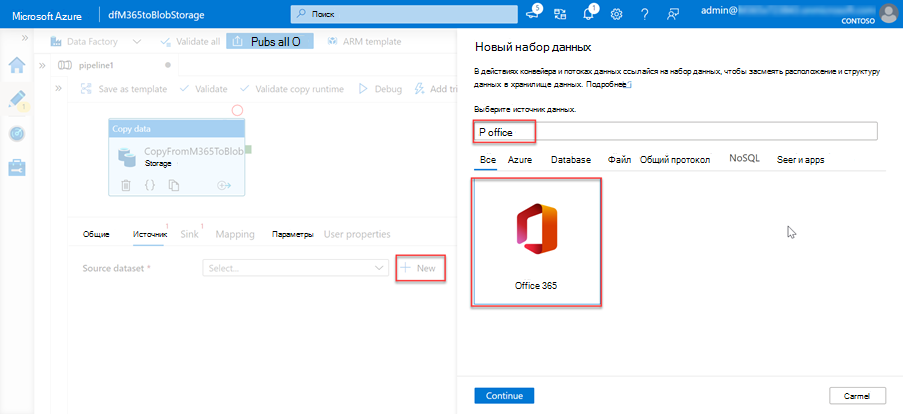 Microsoft Azure
dfM365toBlobStorage
Поиск
5
1
admin@
CONTOSO
Data Factory
Validate all
Pubs all O
ARM template
pipeline1
Save as template
Validate
Validate copy runtime
Debug
Add tri
1
Copy data
CopyFromM365ToBlob
Storage
Общие
Источник 1
Sink 1
Mapping
Параметры
User properties
Source dataset *
Select...
New
Новый набор данных
В действиях конвейера и потоках данных ссылайся на набор данных, чтобы засмеять расположение и структуру
данных в хранилище данных. Подробнее
Выберите источник данных.
P office
Все
Azure
Database
Файл
Общий протокол
NoSQL
Seer и apps
Office 365
Continue
Carmel